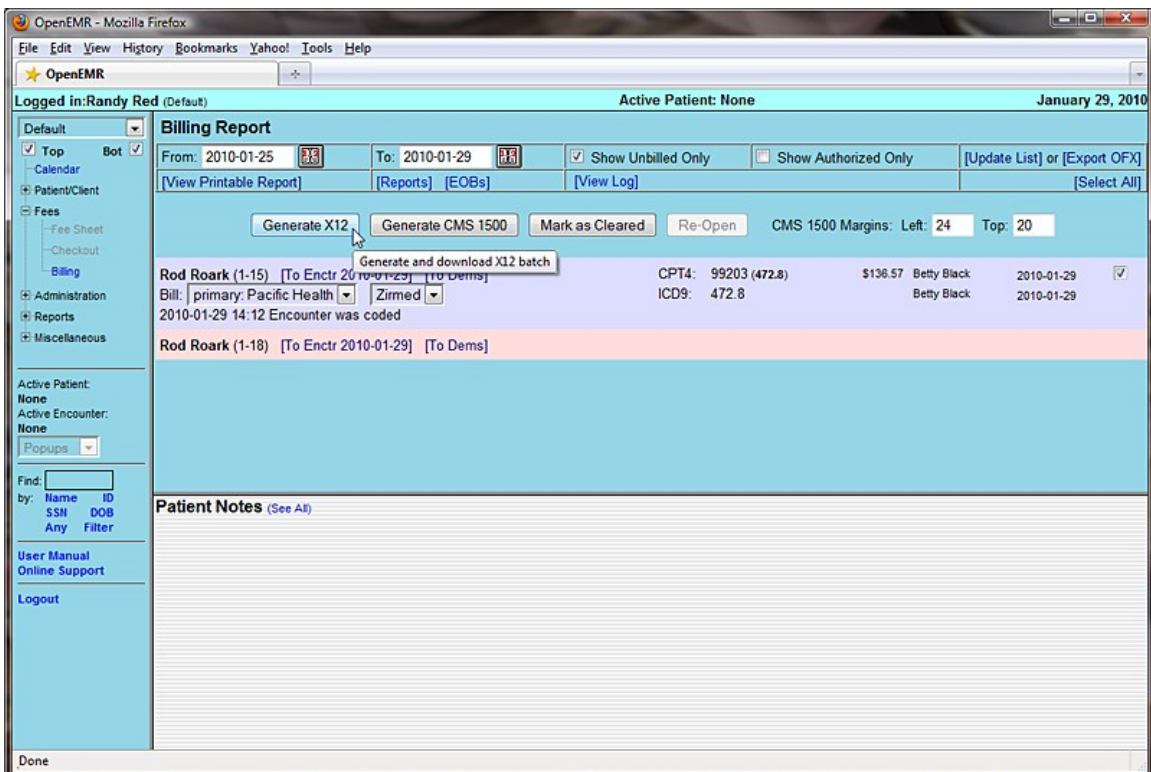 OpenEMR - Mozilla Firefox
File Edit View History Bookmarks Yahoo! Tools Help
OpenEMR
Logged in:Randy Red (Default) Active Patient: None January 29, 2010
Default
Top Bot
Calendar
Patient/Client
Fees
Fee Sheet
Checkout
Billing
Administration
Reports
Miscellaneous
Active Patient:
None
Active Encounter:
None
Popups
Find:
by: Name ID
SSN DOB
Any Filter
User Manual
Online Support
Logout
Billing Report
From: 2010-01-25 To: 2010-01-29 Show Unbilled Only Show Authorized Only [Update List] or [Export OFX]
[View Printable Report] [Reports] [EOBs] [View Log] [Select All]
Generate X12 Generate CMS 1500 Mark as Cleared Re-Open CMS 1500 Margins: Left: 24 Top: 20
Generate and download X12 batch
Rod Roark (1-15) [To Enctr 2010-01-29] [To Dems] CPT4: 99203 (472.8) $136.57 Betty Black 2010-01-29
Bill: primary: Pacific Health Zirmed ICD9: 472.8 Betty Black 2010-01-29
2010-01-29 14:12 Encounter was coded
Rod Roark (1-18) [To Enctr 2010-01-29] [To Dems]
Patient Notes (See All)
Done